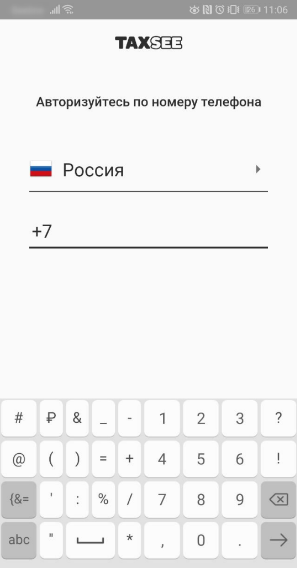 11:06
TAXSEE
Авторизуйтесь по номеру телефона
Россия
+7
# ₽ & _ - 1 2 3 ?
@ ( ) = + 4 5 6 !
{&= ' : % / 7 8 9
abc " * , 0 .